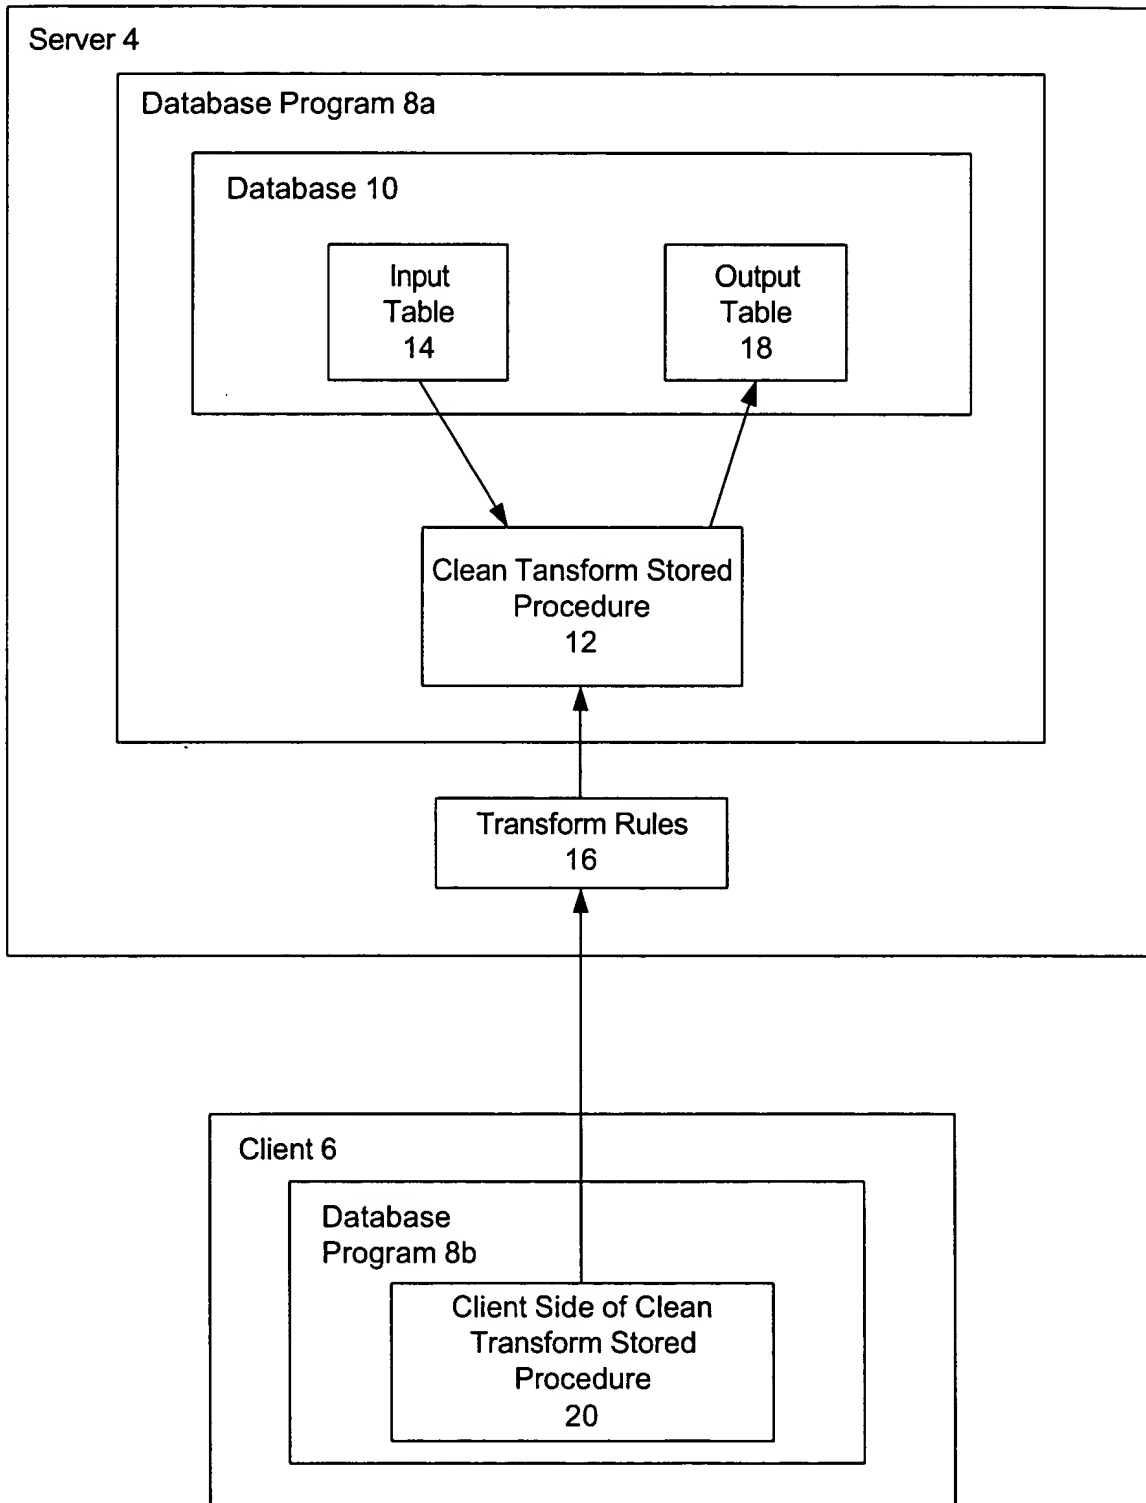 Server 4
Database Program 8a
Database 10
Input
Table
14
Output
Table
18
Clean Tansform Stored
Procedure
12
Transform Rules
16
Client 6
Database
Program 8b
Client Side of Clean
Transform Stored
Procedure
20